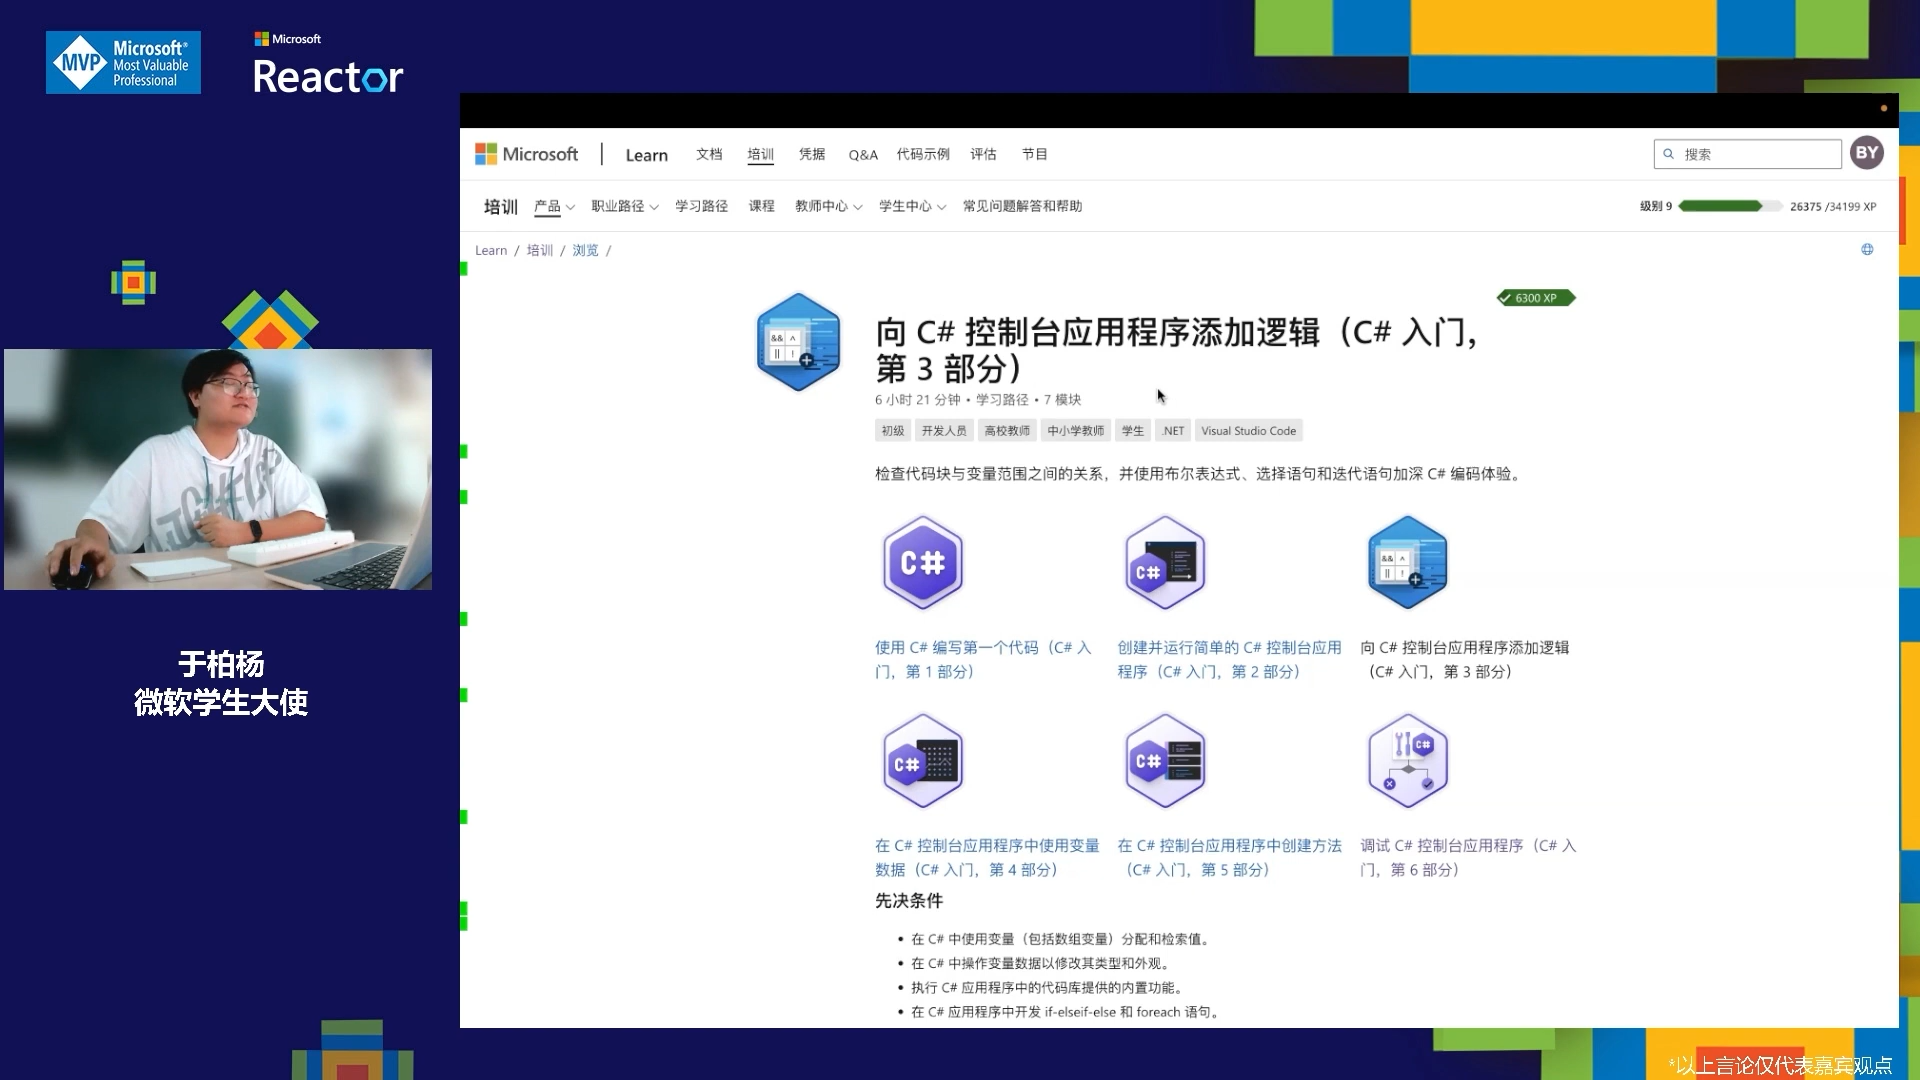 MVP
Microsoft®
Most Valuable
Professional
Microsoft
Reactor
Microsoft
Learn 文档 培训 凭据 Q&A 代码示例 评估 节目
搜索
BY
培训 产品 职业路径 学习路径 课程 教师中心 学生中心 常见问题解答和帮助
级别 9 26375 /34199 XP
Learn / 培训 / 浏览 /
6300 XP
&& ^
|| !
向 C# 控制台应用程序添加逻辑（C# 入门，
第 3 部分）
6 小时 21 分钟 • 学习路径 • 7 模块
初级 开发人员 高校教师 中小学教师 学生 .NET Visual Studio Code
检查代码块与变量范围之间的关系，并使用布尔表达式、选择语句和迭代语句加深 C# 编码体验。
C#
C#
&& ^
|| !
使用 C# 编写第一个代码（C# 入
门，第 1 部分）
创建并运行简单的 C# 控制台应用
程序（C# 入门，第 2 部分）
向 C# 控制台应用程序添加逻辑
（C# 入门，第 3 部分）
C#
C#
C#
在 C# 控制台应用程序中使用变量
数据（C# 入门，第 4 部分）
在 C# 控制台应用程序中创建方法
（C# 入门，第 5 部分）
调试 C# 控制台应用程序（C# 入
门，第 6 部分）
先决条件
• 在 C# 中使用变量（包括数组变量）分配和检索值。
• 在 C# 中操作变量数据以修改其类型和外观。
• 执行 C# 应用程序中的代码库提供的内置功能。
• 在 C# 应用程序中开发 if-elseif-else 和 foreach 语句。
于柏杨
微软学生大使
*以上言论仅代表嘉宾观点